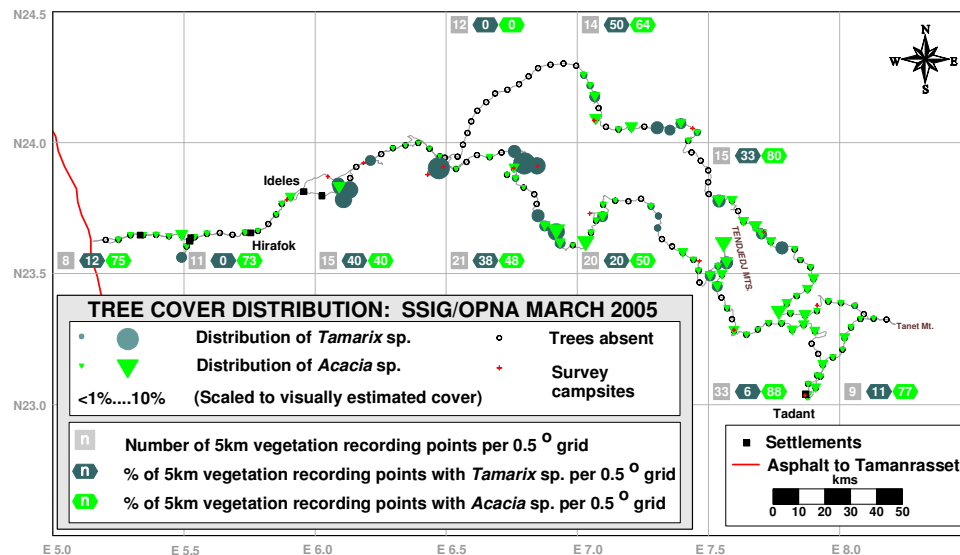 N24.5
12 0 0
14 50 64
N
W E
S
N24.0
15 33 80
Ideles
Hirafok
TENDJEDJ MTS.
N23.5
8 12 75
11 0 73
15 40 40
21 38 48
20 20 50
TREE COVER DISTRIBUTION: SSIG/OPNA MARCH 2005
Distribution of Tamarix sp.
Trees absent
Distribution of Acacia sp.
Survey
campsites
<1%....10% (Scaled to visually estimated cover)
Tanet Mt.
N23.0
33 6 88
9 11 77
Tadant
n Number of 5km vegetation recording points per 0.5 o grid
n % of 5km vegetation recording points with Tamarix sp. per 0.5 o grid
n % of 5km vegetation recording points with Acacia sp. per 0.5 o grid
Settlements
Asphalt to Tamanrasset
kms
0 10 20 30 40 50
E 5.0 E 5.5 E 6.0 E 6.5 E 7.0 E 7.5 E 8.0